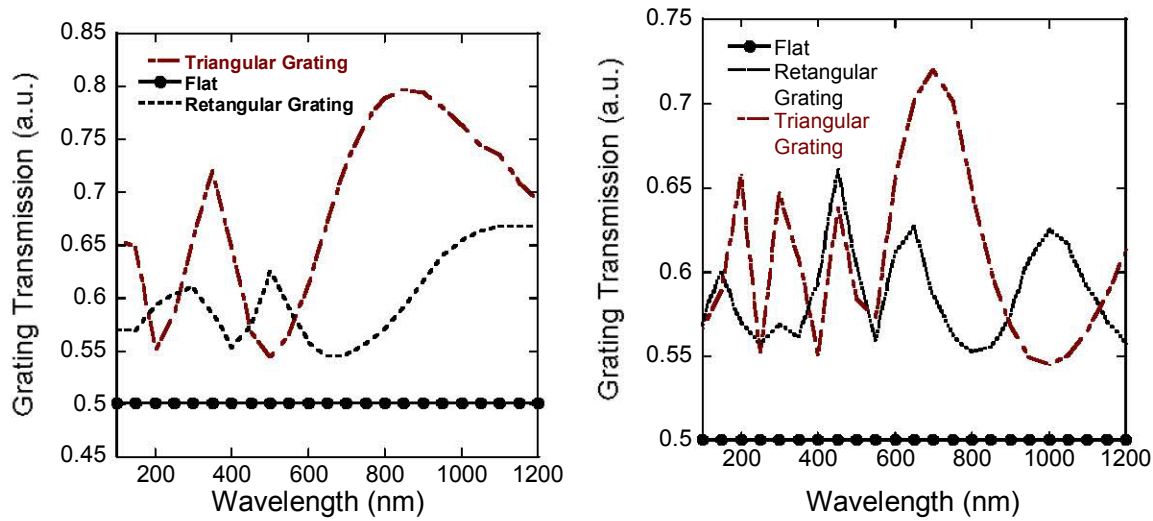 0.85
0.8
0.75
0.7
0.65
0.6
0.55
0.5
0.45
Grating Transmission (a.u.)
Triangular Grating
Flat
Retangular Grating
200 400 600 800 1000 1200
Wavelength (nm)
0.75
0.7
0.65
0.6
0.55
0.5
Grating Transmission (a.u.)
Flat
Retangular
Grating
Triangular
Grating
200 400 600 800 1000 1200
Wavelength (nm)